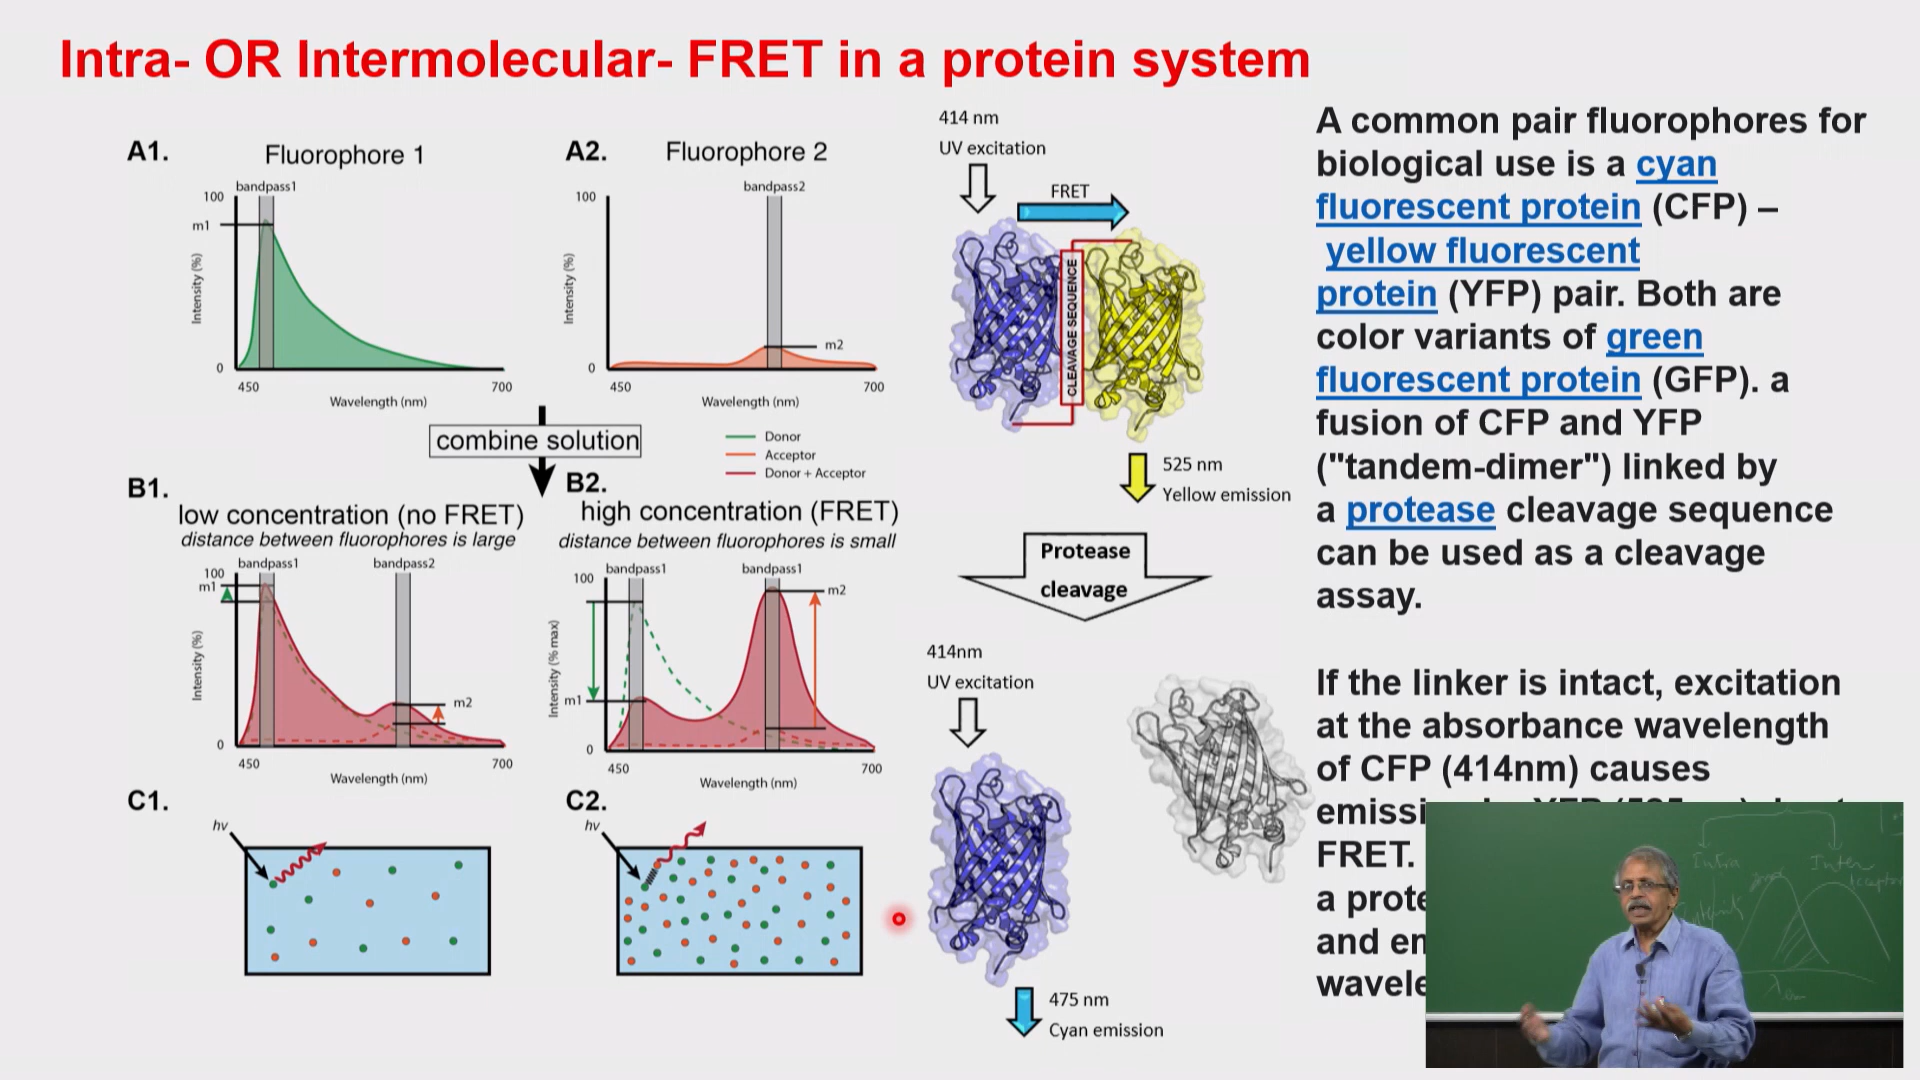 Intra- OR Intermolecular- FRET in a protein system
A1.
Fluorophore 1
bandpass1
100
m1
Intensity (%)
0
450
700
Wavelength (nm)
A2.
Fluorophore 2
bandpass2
100
Intensity (%)
m2
0
450
700
Wavelength (nm)
combine solution
Donor
Acceptor
Donor + Acceptor
B1.
low concentration (no FRET)
distance between fluorophores is large
bandpass1
bandpass2
100
m1
Intensity (%)
m2
0
450
700
Wavelength (nm)
B2.
high concentration (FRET)
distance between fluorophores is small
bandpass1
bandpass1
100
m2
Intensity (% max)
m1
0
450
700
Wavelength (nm)
C1.
hv
C2.
hv
414 nm
UV excitation
FRET
CLEAVAGE SEQUENCE
525 nm
Yellow emission
Protease
cleavage
414nm
UV excitation
475 nm
Cyan emission
A common pair fluorophores for
biological use is a cyan
fluorescent protein (CFP) –
yellow fluorescent
protein (YFP) pair. Both are
color variants of green
fluorescent protein (GFP). a
fusion of CFP and YFP
("tandem-dimer") linked by
a protease cleavage sequence
can be used as a cleavage
assay.
If the linker is intact, excitation
at the absorbance wavelength
of CFP (414nm) causes
emissi
FRET.
a prote
and en
wavele
Intra
Inter